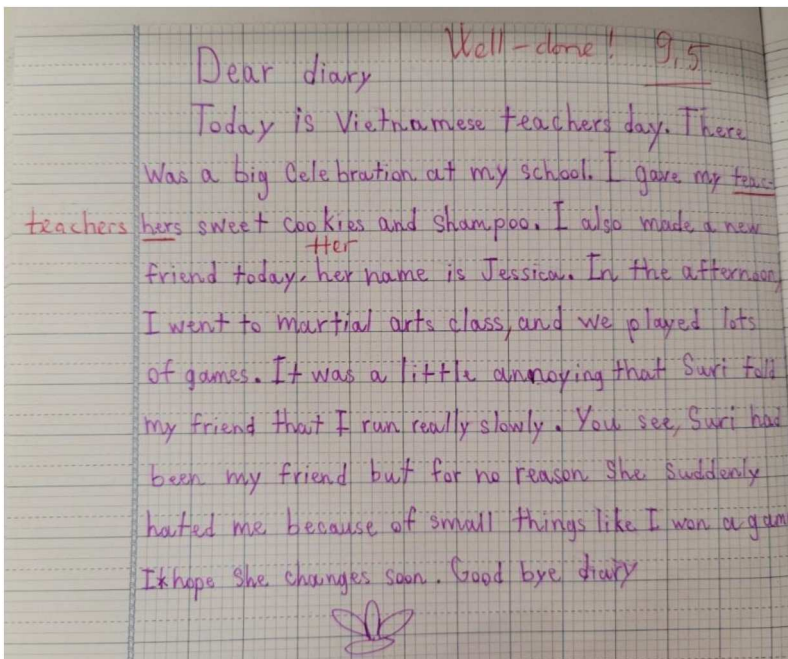 Well-done! 9,5
Dear diary
Today is Vietnamese teachers day. There
was a big Celebration at my school. I gave my teac-
teachers hers sweet cookies and shampoo. I also made a new
Her
friend today, her name is Jessica. In the afternoon,
I went to martial arts class, and we played lots
of games. It was a little annoying that Suri told
my friend that I run really slowly. You see, Suri had
been my friend but for no reason she suddenly
hated me because of small things like I won a gam
I hope she changes soon. Good bye diary